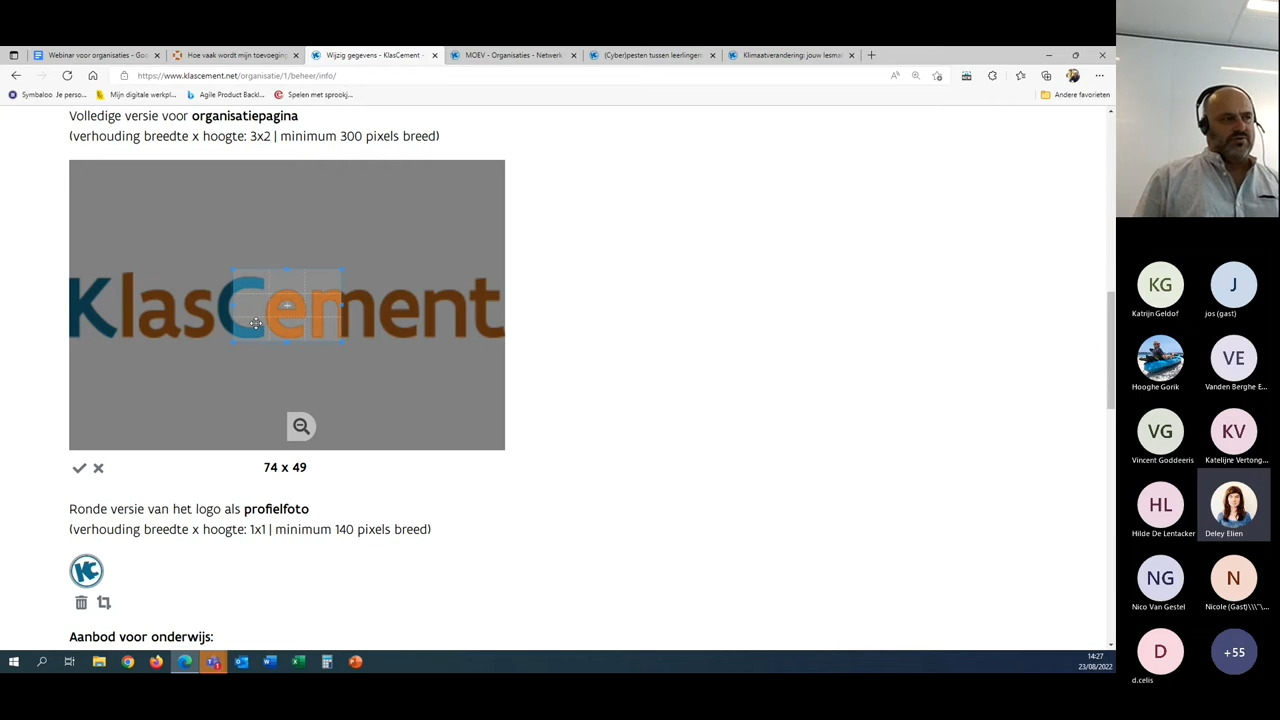 Webinar voor organisaties - Goo
Hoe vaak wordt mijn toevoeging
Wijzig gegevens - KlasCement
MOEV - Organisaties - Netwerk
(Cyber)pesten tussen leerlingen
Klimaatverandering: jouw lesma
https://www.klascement.net/organisatie/1/beheer/info/
Symbaloo Je perso...
Mijn digitale werkpl...
Agile Product Backl...
Spelen met sprookj...
Andere favorieten
Volledige versie voor organisatiepagina
(verhouding breedte x hoogte: 3x2 | minimum 300 pixels breed)
KlasCement
74 x 49
Ronde versie van het logo als profielfoto
(verhouding breedte x hoogte: 1x1 | minimum 140 pixels breed)
KC
Aanbod voor onderwijs:
14:27
23/08/2022
KG
Katrijn Geldof
J
jos (gast)
Hooghe Gorik
VE
Vanden Berghe E...
VG
Vincent Goddeeris
KV
Katelijne Vertong...
HL
Hilde De Lentacker
Deley Elien
NG
Nico Van Gestel
N
Nicole (Gast)\\\"\...
D
d.celis
+55